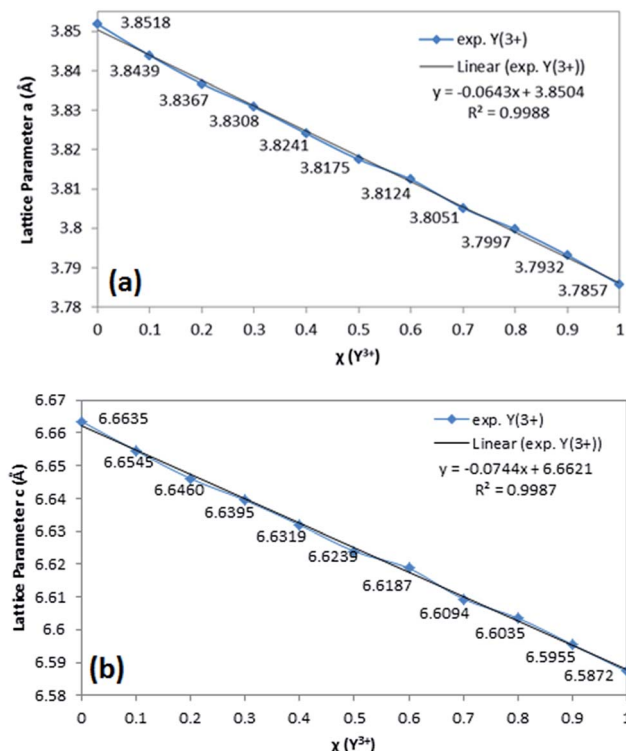 3.85
3.84
3.83
3.82
3.81
3.8
3.79
3.78
Lattice Parameter a (Å)
3.8518
3.8439
3.8367
3.8308
3.8241
3.8175
3.8124
3.8051
3.7997
3.7932
3.7857
exp. Y(3+)
Linear (exp. Y(3+))
y = -0.0643x + 3.8504
R² = 0.9988
(a)
0 0.1 0.2 0.3 0.4 0.5 0.6 0.7 0.8 0.9 1
χ (Y³⁺)
6.67
6.66
6.65
6.64
6.63
6.62
6.61
6.6
6.59
6.58
Lattice Parameter c (Å)
6.6635
6.6545
6.6460
6.6395
6.6319
6.6239
6.6187
6.6094
6.6035
6.5955
6.5872
exp. Y(3+)
Linear (exp. Y(3+))
y = -0.0744x + 6.6621
R² = 0.9987
(b)
0 0.1 0.2 0.3 0.4 0.5 0.6 0.7 0.8 0.9 1
χ (Y³⁺)